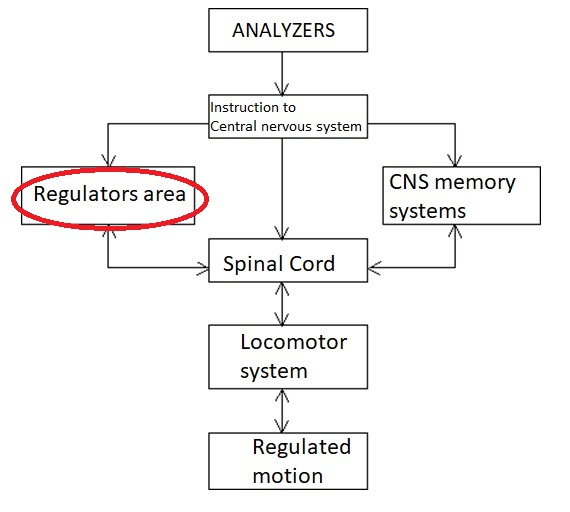 ANALYZERS
Instruction to
Central nervous system
Regulators area
CNS memory
systems
Spinal Cord
Locomotor
system
Regulated
motion